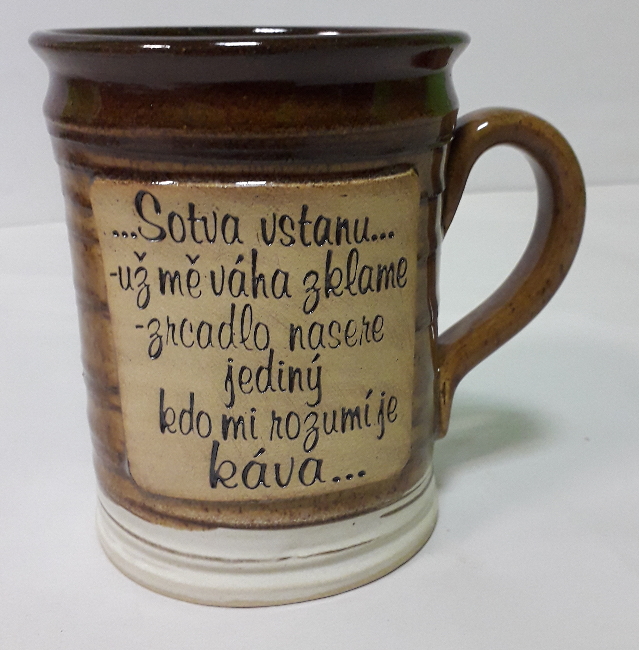 ...Sotva vstanu...
-už mě váha zklame
-zrcadlo nasere
jediný
kdo mi rozumí je
káva...